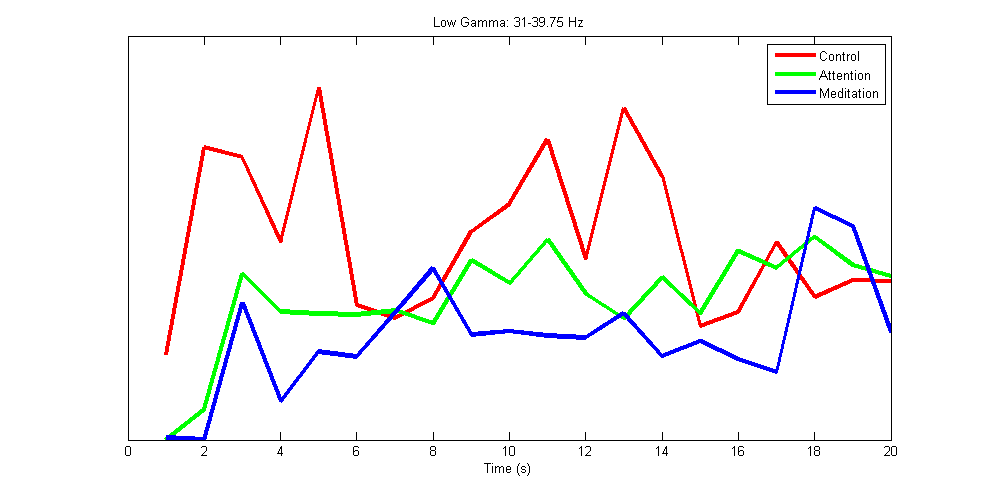 Low Gamma: 31-39.75 Hz
Control
Attention
Meditation
0 2 4 6 8 10 12 14 16 18 20
Time (s)